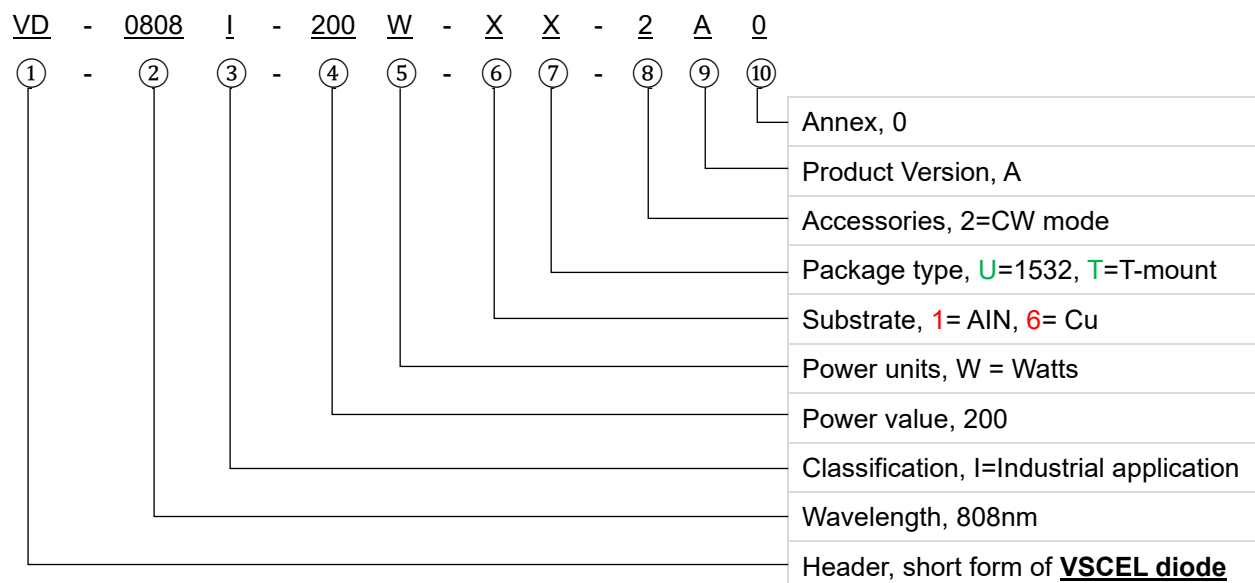 VD - 0808 I - 200 W - X X - 2 A 0
① - ② ③ - ④ ⑤ - ⑥ ⑦ - ⑧ ⑨ ⑩
Annex, 0
Product Version, A
Accessories, 2=CW mode
Package type, U=1532, T=T-mount
Substrate, 1= AIN, 6= Cu
Power units, W = Watts
Power value, 200
Classification, I=Industrial application
Wavelength, 808nm
Header, short form of VSCEL diode